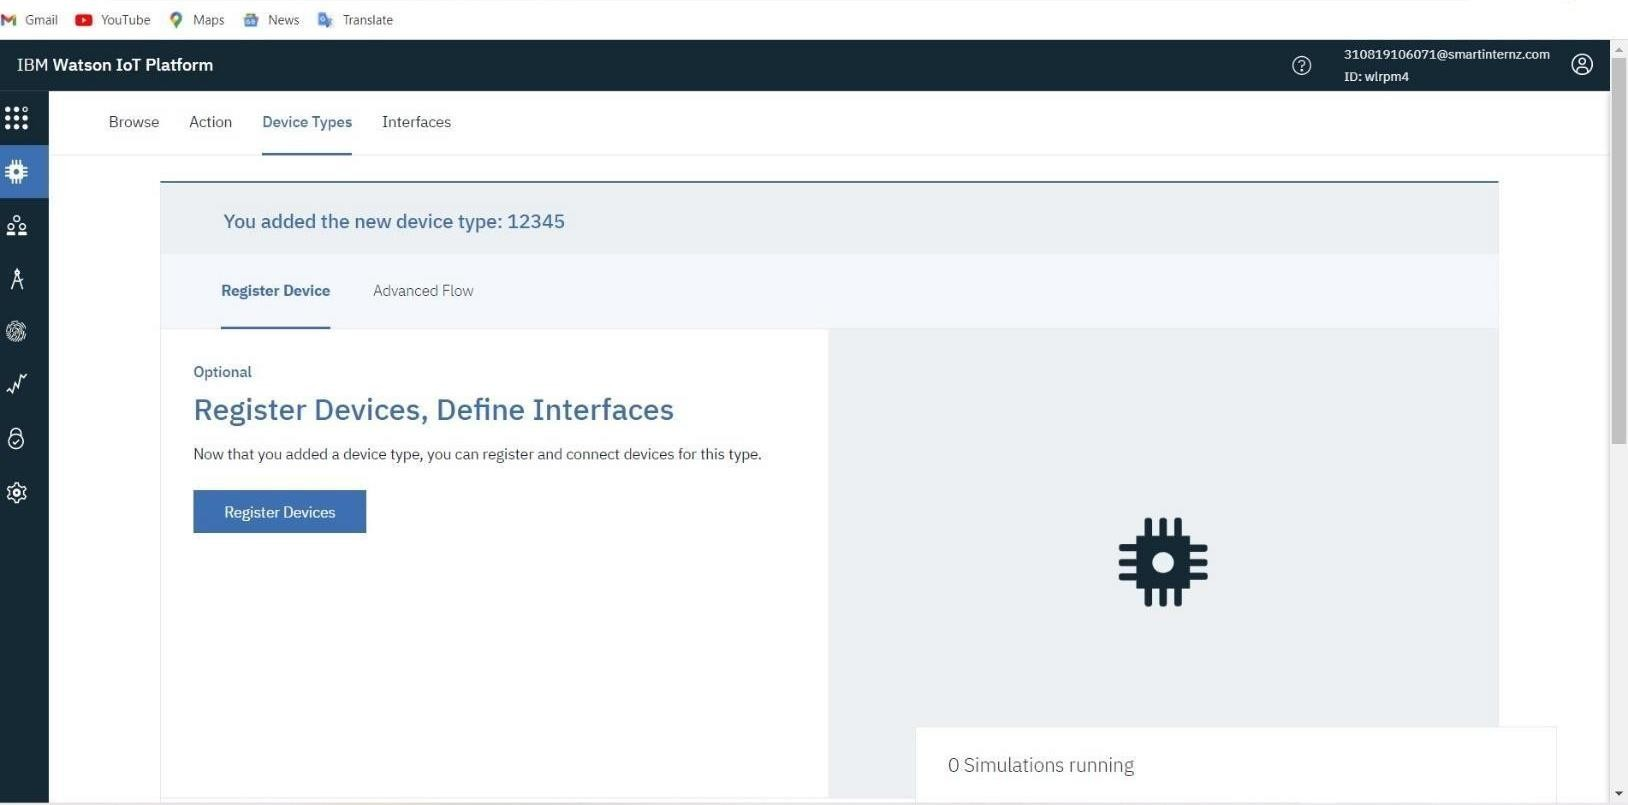 Gmail YouTube Maps News Translate
IBM Watson IoT Platform
310819106071@smartinternz.com
ID: wlrpm4
Browse Action Device Types Interfaces
You added the new device type: 12345
Register Device Advanced Flow
Optional
Register Devices, Define Interfaces
Now that you added a device type, you can register and connect devices for this type.
Register Devices
0 Simulations running